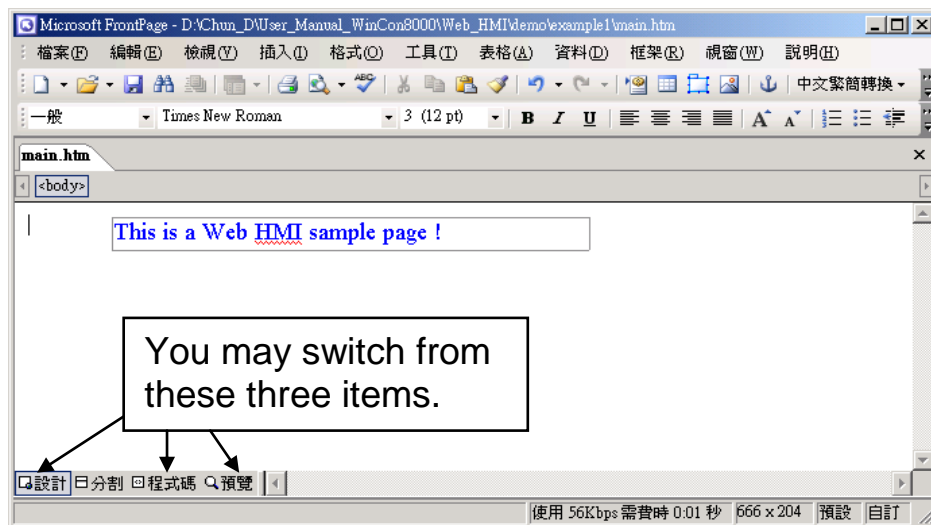 Microsoft FrontPage - D:\Chun_D\User_Manual_WinCon8000\Web_HMI\demo\example1\main.htm
檔案(F) 編輯(E) 檢視(V) 插入(I) 格式(O) 工具(T) 表格(A) 資料(D) 框架(R) 視窗(W) 說明(H)
中文繁簡轉換
一般 Times New Roman 3 (12 pt) B I U A A
main.htm
<body>
This is a Web HMI sample page !
You may switch from
these three items.
設計 分割 程式碼 預覽
使用 56Kbps 需費時 0:01 秒 666 x 204 預設 自訂